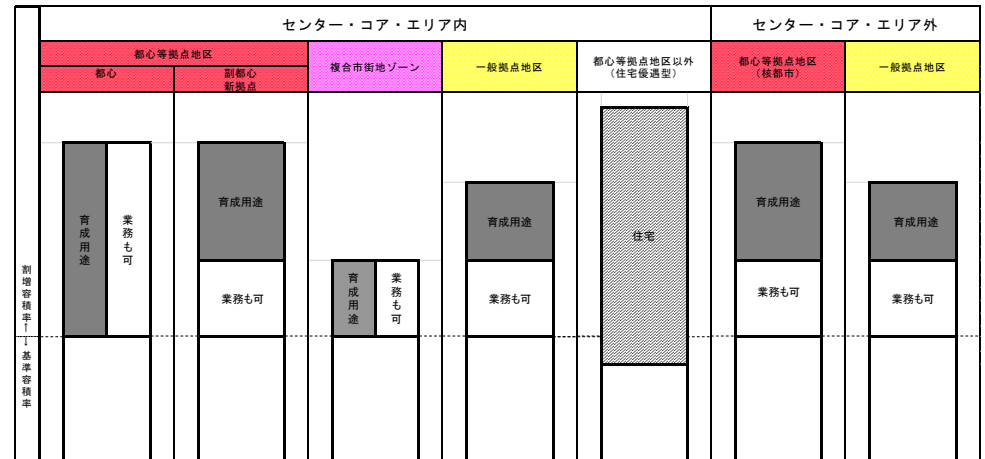 センター・コア・エリア内
センター・コア・エリア外
都心等拠点地区
都心
副都心
新拠点
複合市街地ゾーン
一般拠点地区
都心等拠点地区以外
（住宅優遇型）
都心等拠点地区
（核都市）
一般拠点地区
育成用途
業務も可
育成用途
業務も可
育成用途
業務も可
育成用途
業務も可
住宅
育成用途
業務も可
育成用途
業務も可
割増容積率↑
↓基準容積率